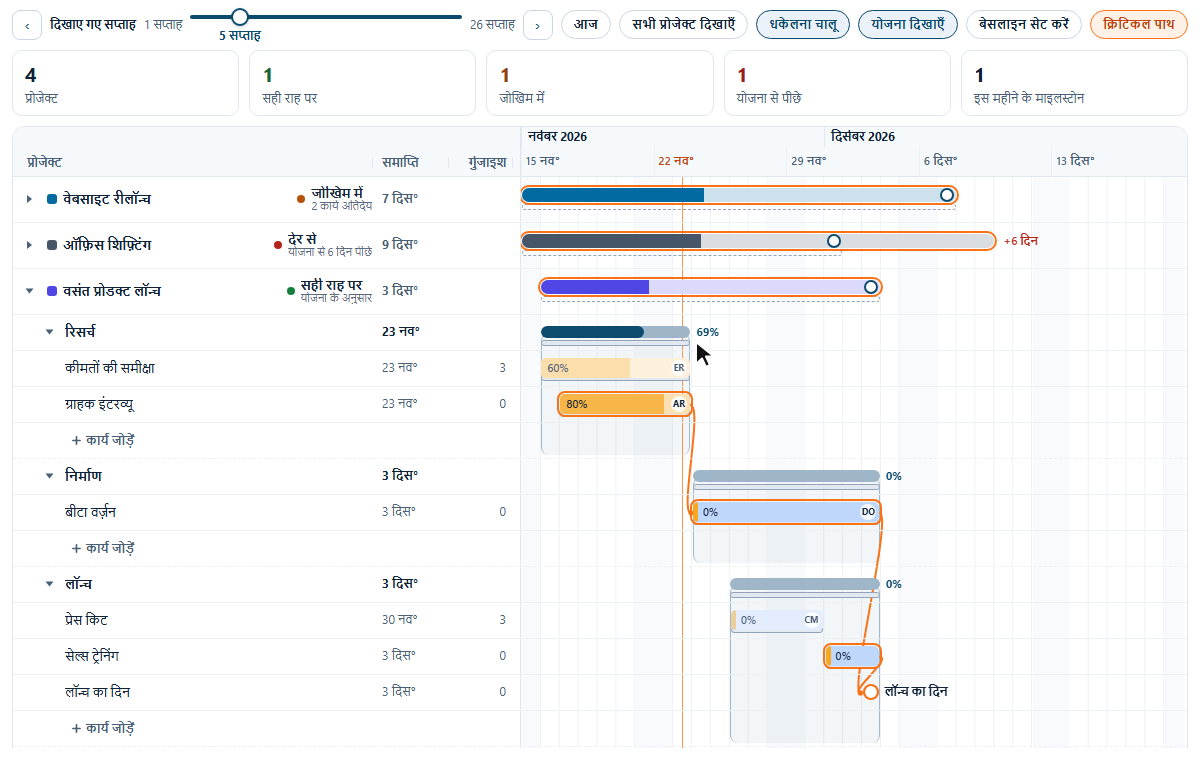 ‹ दिखाए गए सप्ताह 1 सप्ताह 5 सप्ताह 26 सप्ताह › आज सभी प्रोजेक्ट दिखाएँ धकेलना चालू योजना दिखाएँ बेसलाइन सेट करें क्रिटिकल पाथ
4
प्रोजेक्ट
1
सही राह पर
1
जोखिम में
1
योजना से पीछे
1
इस महीने के माइलस्टोन
नवंबर 2026 दिसंबर 2026
प्रोजेक्ट समाप्ति गुंजाइश 15 नव॰ 22 नव॰ 29 नव॰ 6 दिस॰ 13 दिस॰
वेबसाइट रीलॉन्च जोखिम में 7 दिस॰
2 कार्य अतिदेय
ऑफ़िस शिफ़्टिंग देर से 9 दिस॰ +6 दिन
योजना से 6 दिन पीछे
वसंत प्रोडक्ट लॉन्च सही राह पर 3 दिस॰
योजना के अनुसार
रिसर्च 23 नव॰ 69%
कीमतों की समीक्षा 23 नव॰ 3 60% ER
ग्राहक इंटरव्यू 23 नव॰ 0 80% AR
+ कार्य जोड़ें
निर्माण 3 दिस॰ 0%
बीटा वर्ज़न 3 दिस॰ 0 0% DO
+ कार्य जोड़ें
लॉन्च 3 दिस॰ 0%
प्रेस किट 30 नव॰ 3 0% CM
सेल्स ट्रेनिंग 3 दिस॰ 0 0%
लॉन्च का दिन 3 दिस॰ 0 लॉन्च का दिन
+ कार्य जोड़ें